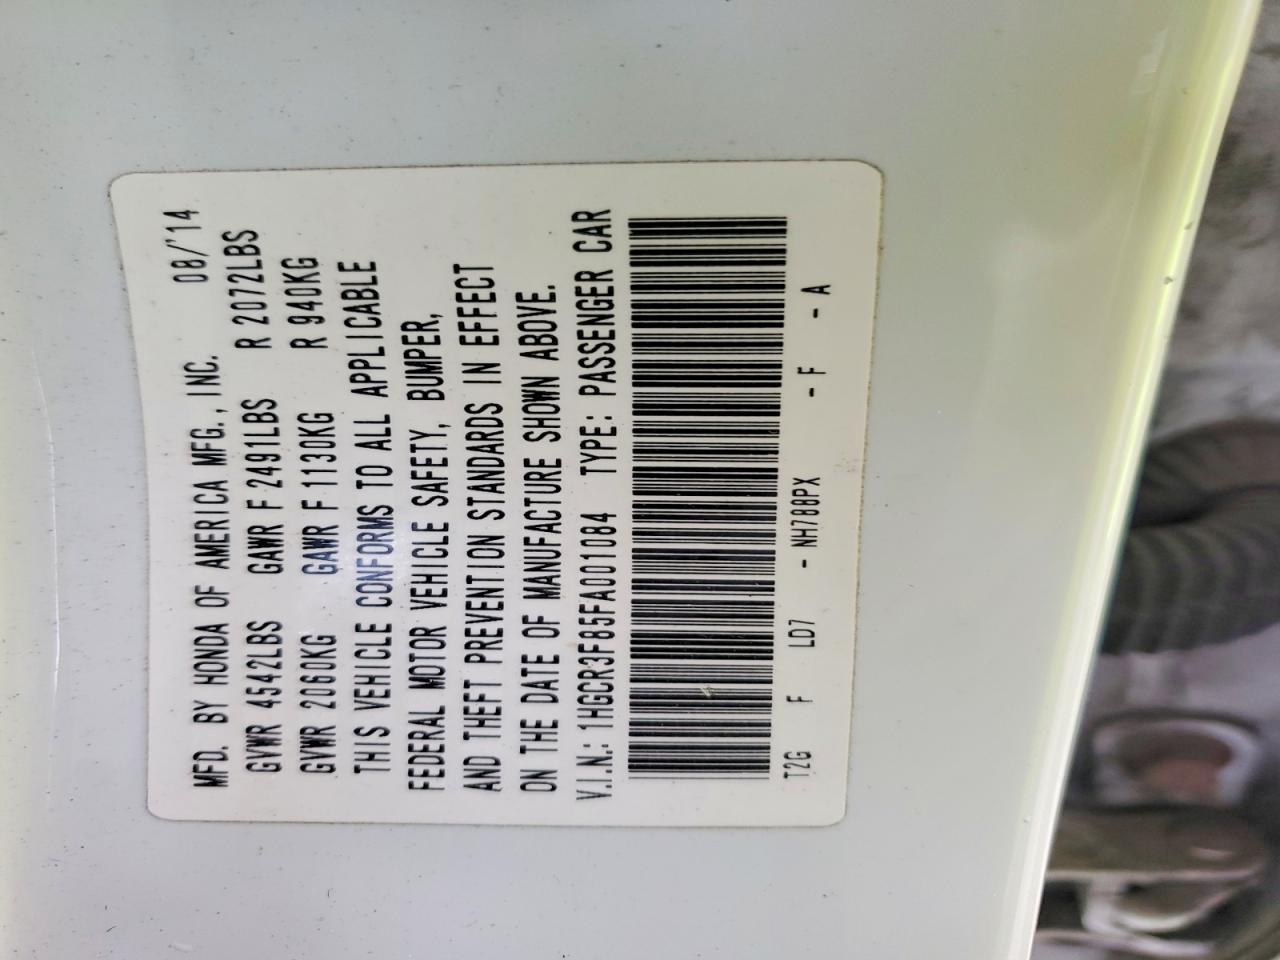 MFD. BY HONDA OF AMERICA MFG., INC. 08/'14
GVWR 4542LBS GAWR F 2491LBS R 2072LBS
GVWR 2060KG GAWR F 1130KG R 940KG
THIS VEHICLE CONFORMS TO ALL APPLICABLE
FEDERAL MOTOR VEHICLE SAFETY, BUMPER,
AND THEFT PREVENTION STANDARDS IN EFFECT
ON THE DATE OF MANUFACTURE SHOWN ABOVE.
V.I.N.: 1HGCR3F85FA001084 TYPE: PASSENGER CAR
T2G F LD7 - NH788PX - F - A